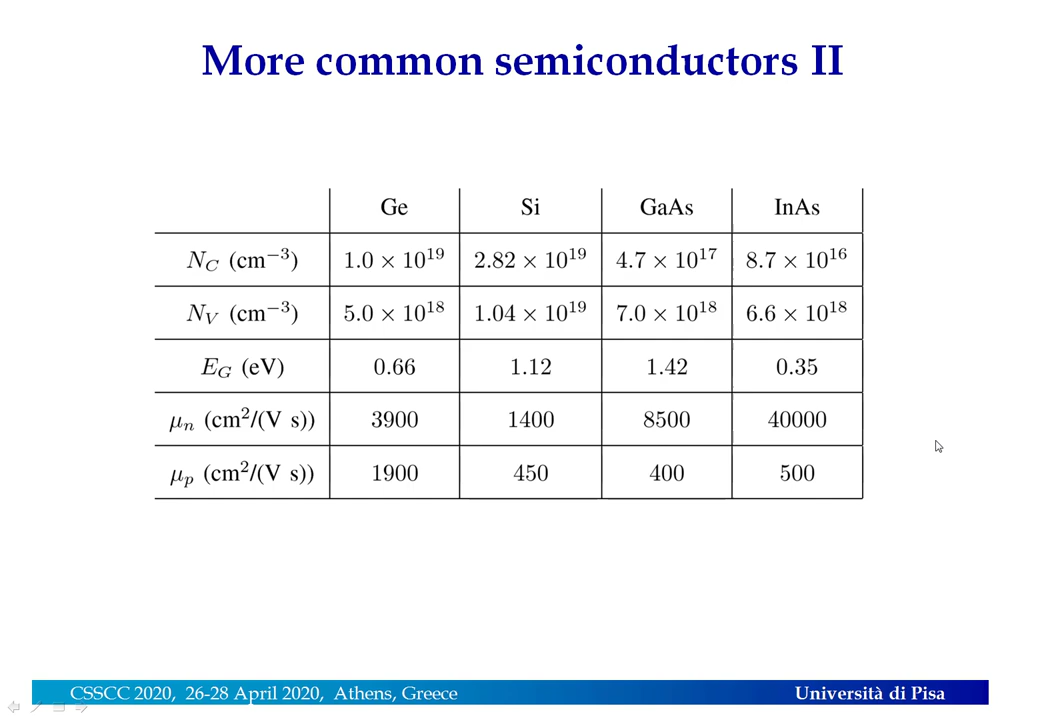 More common semiconductors II
Ge Si GaAs InAs
N_C (cm⁻³) 1.0 × 10¹⁹ 2.82 × 10¹⁹ 4.7 × 10¹⁷ 8.7 × 10¹⁶
N_V (cm⁻³) 5.0 × 10¹⁸ 1.04 × 10¹⁹ 7.0 × 10¹⁸ 6.6 × 10¹⁸
E_G (eV) 0.66 1.12 1.42 0.35
μ_n (cm²/(V s)) 3900 1400 8500 40000
μ_p (cm²/(V s)) 1900 450 400 500
CSSCC 2020, 26-28 April 2020, Athens, Greece Università di Pisa